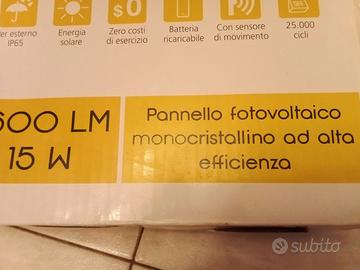 Per esterno IP65
Energia solare
$0
Zero costi di esercizio
Batteria ricaricabile
Con sensore di movimento
OFF
25.000 cicli
600 LM
15 W
Pannello fotovoltaico
monocristallino ad alta
efficienza
subito